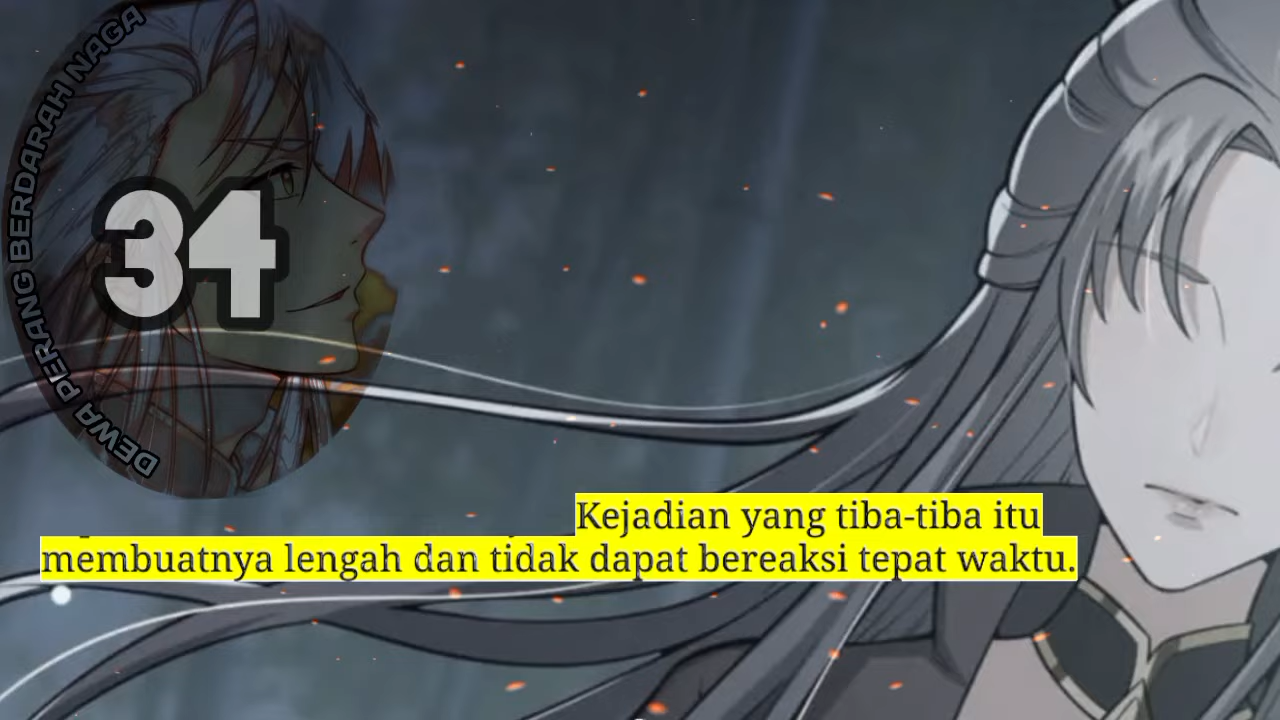 DEWA PERANG BERDARAH NAGA
34
Kejadian yang tiba-tiba itu
membuatnya lengah dan tidak dapat bereaksi tepat waktu.